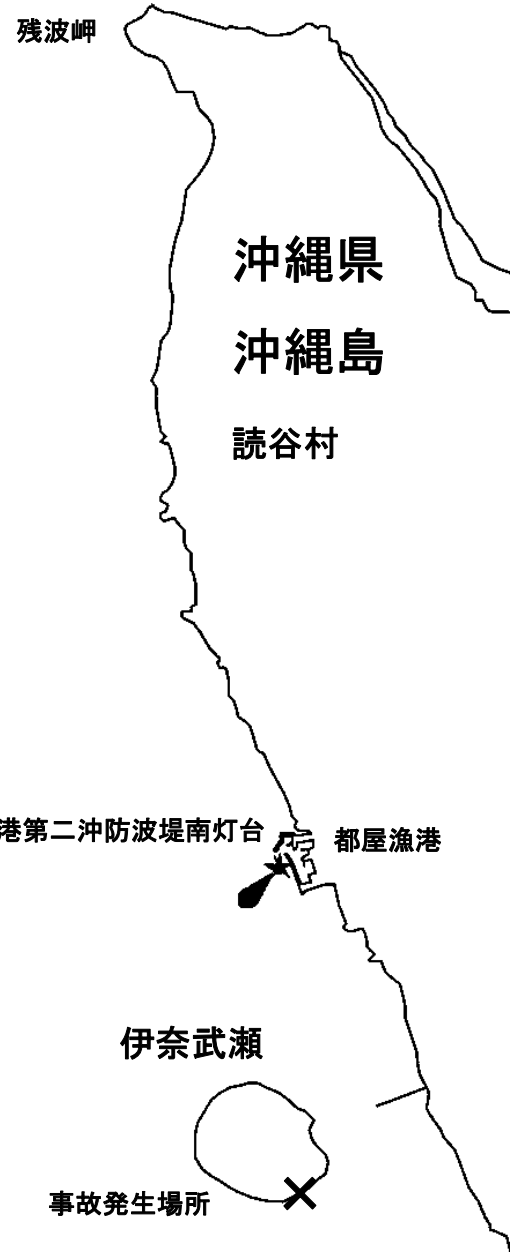 残波岬
沖縄県
沖縄島
読谷村
港第二沖防波堤南灯台
都屋漁港
伊奈武瀬
事故発生場所